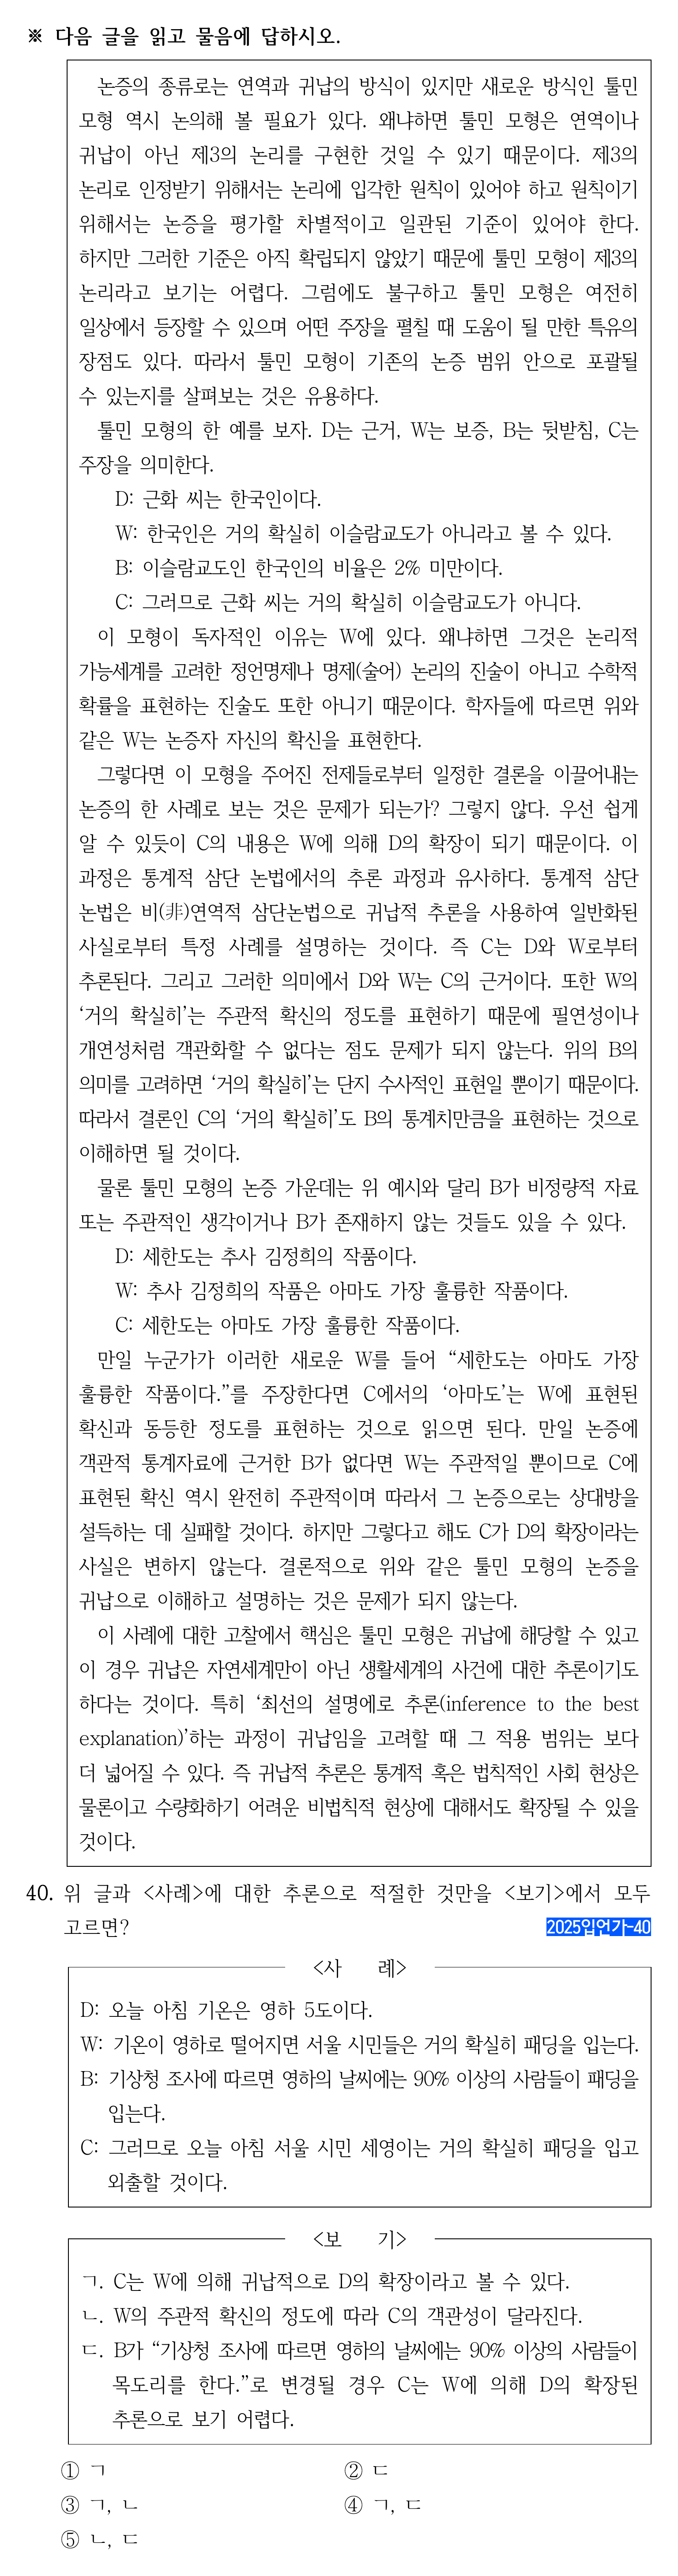 ※ 다음 글을 읽고 물음에 답하시오.
논증의 종류로는 연역과 귀납의 방식이 있지만 새로운 방식인 툴민
모형 역시 논의해 볼 필요가 있다. 왜냐하면 툴민 모형은 연역이나
귀납이 아닌 제3의 논리를 구현한 것일 수 있기 때문이다. 제3의
논리로 인정받기 위해서는 논리에 입각한 원칙이 있어야 하고 원칙이기
위해서는 논증을 평가할 차별적이고 일관된 기준이 있어야 한다.
하지만 그러한 기준은 아직 확립되지 않았기 때문에 툴민 모형이 제3의
논리라고 보기는 어렵다. 그럼에도 불구하고 툴민 모형은 여전히
일상에서 등장할 수 있으며 어떤 주장을 펼칠 때 도움이 될 만한 특유의
장점도 있다. 따라서 툴민 모형이 기존의 논증 범위 안으로 포괄될
수 있는지를 살펴보는 것은 유용하다.
툴민 모형의 한 예를 보자. D는 근거, W는 보증, B는 뒷받침, C는
주장을 의미한다.
D: 근화 씨는 한국인이다.
W: 한국인은 거의 확실히 이슬람교도가 아니라고 볼 수 있다.
B: 이슬람교도인 한국인의 비율은 2% 미만이다.
C: 그러므로 근화 씨는 거의 확실히 이슬람교도가 아니다.
이 모형이 독자적인 이유는 W에 있다. 왜냐하면 그것은 논리적
가능세계를 고려한 정언명제나 명제(술어) 논리의 진술이 아니고 수학적
확률을 표현하는 진술도 또한 아니기 때문이다. 학자들에 따르면 위와
같은 W는 논증자 자신의 확신을 표현한다.
그렇다면 이 모형을 주어진 전제들로부터 일정한 결론을 이끌어내는
논증의 한 사례로 보는 것은 문제가 되는가? 그렇지 않다. 우선 쉽게
알 수 있듯이 C의 내용은 W에 의해 D의 확장이 되기 때문이다. 이
과정은 통계적 삼단 논법에서의 추론 과정과 유사하다. 통계적 삼단
논법은 비(非)연역적 삼단논법으로 귀납적 추론을 사용하여 일반화된
사실로부터 특정 사례를 설명하는 것이다. 즉 C는 D와 W로부터
추론된다. 그리고 그러한 의미에서 D와 W는 C의 근거이다. 또한 W의
‘거의 확실히’는 주관적 확신의 정도를 표현하기 때문에 필연성이나
개연성처럼 객관화할 수 없다는 점도 문제가 되지 않는다. 위의 B의
의미를 고려하면 ‘거의 확실히’는 단지 수사적인 표현일 뿐이기 때문이다.
따라서 결론인 C의 ‘거의 확실히’도 B의 통계치만큼을 표현하는 것으로
이해하면 될 것이다.
물론 툴민 모형의 논증 가운데는 위 예시와 달리 B가 비정량적 자료
또는 주관적인 생각이거나 B가 존재하지 않는 것들도 있을 수 있다.
D: 세한도는 추사 김정희의 작품이다.
W: 추사 김정희의 작품은 아마도 가장 훌륭한 작품이다.
C: 세한도는 아마도 가장 훌륭한 작품이다.
만일 누군가가 이러한 새로운 W를 들어 “세한도는 아마도 가장
훌륭한 작품이다.”를 주장한다면 C에서의 ‘아마도’는 W에 표현된
확신과 동등한 정도를 표현하는 것으로 읽으면 된다. 만일 논증에
객관적 통계자료에 근거한 B가 없다면 W는 주관적일 뿐이므로 C에
표현된 확신 역시 완전히 주관적이며 따라서 그 논증으로는 상대방을
설득하는 데 실패할 것이다. 하지만 그렇다고 해도 C가 D의 확장이라는
사실은 변하지 않는다. 결론적으로 위와 같은 툴민 모형의 논증을
귀납으로 이해하고 설명하는 것은 문제가 되지 않는다.
이 사례에 대한 고찰에서 핵심은 툴민 모형은 귀납에 해당할 수 있고
이 경우 귀납은 자연세계만이 아닌 생활세계의 사건에 대한 추론이기도
하다는 것이다. 특히 ‘최선의 설명에로 추론(inference to the best
explanation)’하는 과정이 귀납임을 고려할 때 그 적용 범위는 보다
더 넓어질 수 있다. 즉 귀납적 추론은 통계적 혹은 법칙적인 사회 현상은
물론이고 수량화하기 어려운 비법칙적 현상에 대해서도 확장될 수 있을
것이다.
40. 위 글과 <사례>에 대한 추론으로 적절한 것만을 <보기>에서 모두
고르면? 2025입언가-40
<사 례>
D: 오늘 아침 기온은 영하 5도이다.
W: 기온이 영하로 떨어지면 서울 시민들은 거의 확실히 패딩을 입는다.
B: 기상청 조사에 따르면 영하의 날씨에는 90% 이상의 사람들이 패딩을
입는다.
C: 그러므로 오늘 아침 서울 시민 세영이는 거의 확실히 패딩을 입고
외출할 것이다.
<보 기>
ㄱ. C는 W에 의해 귀납적으로 D의 확장이라고 볼 수 있다.
ㄴ. W의 주관적 확신의 정도에 따라 C의 객관성이 달라진다.
ㄷ. B가 “기상청 조사에 따르면 영하의 날씨에는 90% 이상의 사람들이
목도리를 한다.”로 변경될 경우 C는 W에 의해 D의 확장된
추론으로 보기 어렵다.
① ㄱ ② ㄷ
③ ㄱ, ㄴ ④ ㄱ, ㄷ
⑤ ㄴ, ㄷ